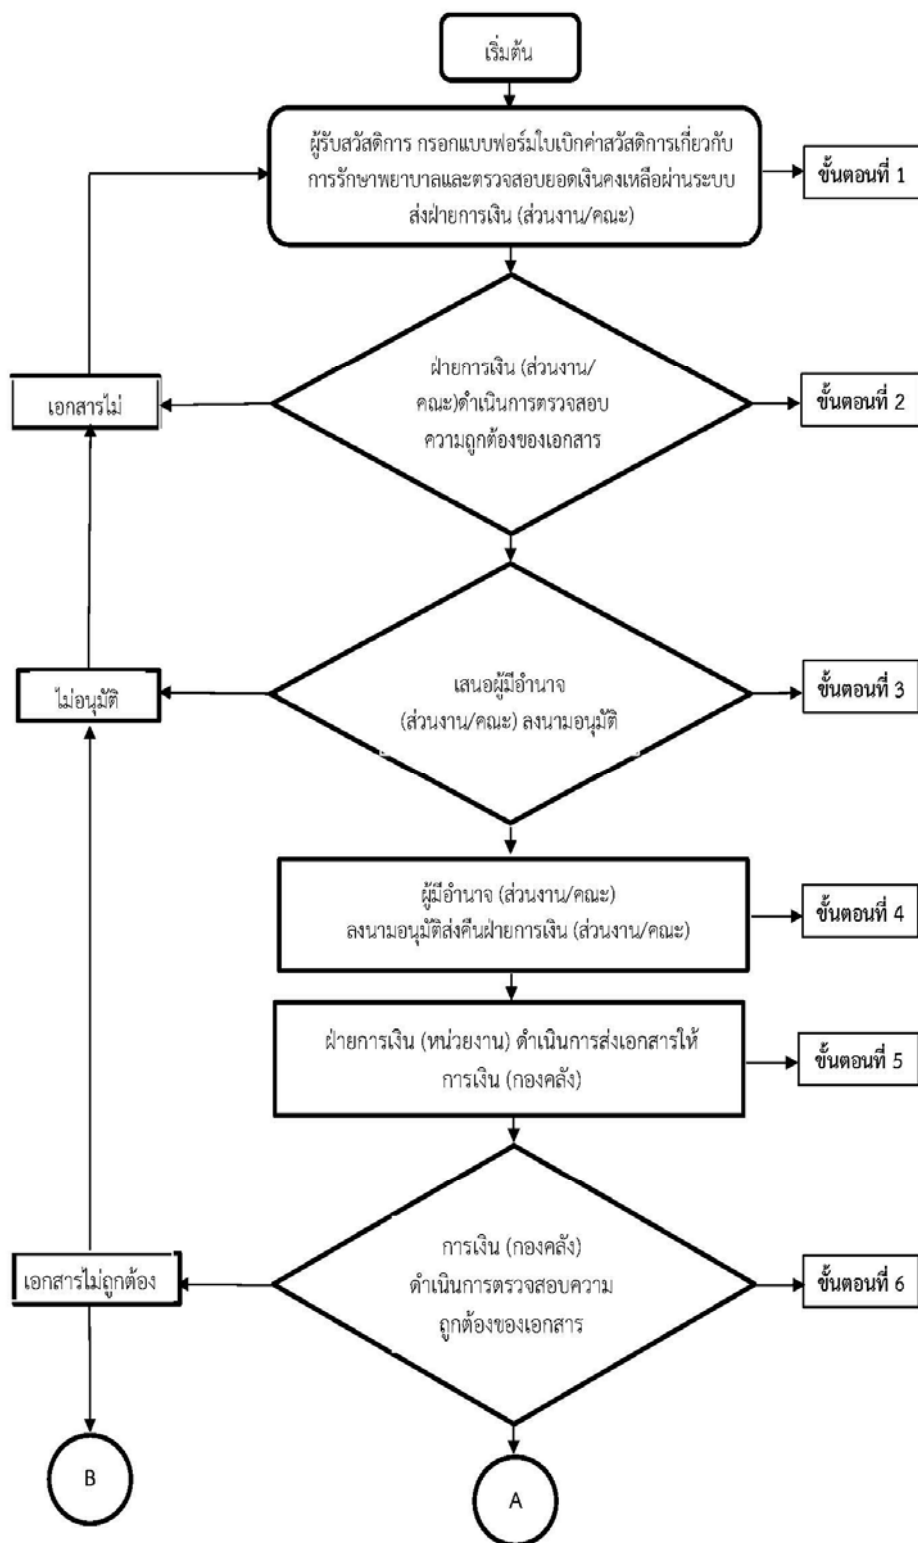 เริ่มต้น
ผู้รับสวัสดิการ กรอกแบบฟอร์มใบเบิกค่าสวัสดิการเกี่ยวกับ
การรักษาพยาบาลและตรวจสอบยอดเงินคงเหลือผ่านระบบ
ส่งฝ่ายการเงิน (ส่วนงาน/คณะ)
ขั้นตอนที่ 1
ฝ่ายการเงิน (ส่วนงาน/
คณะ)ดำเนินการตรวจสอบ
ความถูกต้องของเอกสาร
เอกสารไม่
ขั้นตอนที่ 2
เสนอผู้มีอำนาจ
(ส่วนงาน/คณะ) ลงนามอนุมัติ
ไม่อนุมัติ
ขั้นตอนที่ 3
ผู้มีอำนาจ (ส่วนงาน/คณะ)
ลงนามอนุมัติส่งคืนฝ่ายการเงิน (ส่วนงาน/คณะ)
ขั้นตอนที่ 4
ฝ่ายการเงิน (หน่วยงาน) ดำเนินการส่งเอกสารให้
การเงิน (กองคลัง)
ขั้นตอนที่ 5
การเงิน (กองคลัง)
ดำเนินการตรวจสอบความ
ถูกต้องของเอกสาร
เอกสารไม่ถูกต้อง
ขั้นตอนที่ 6
B
A